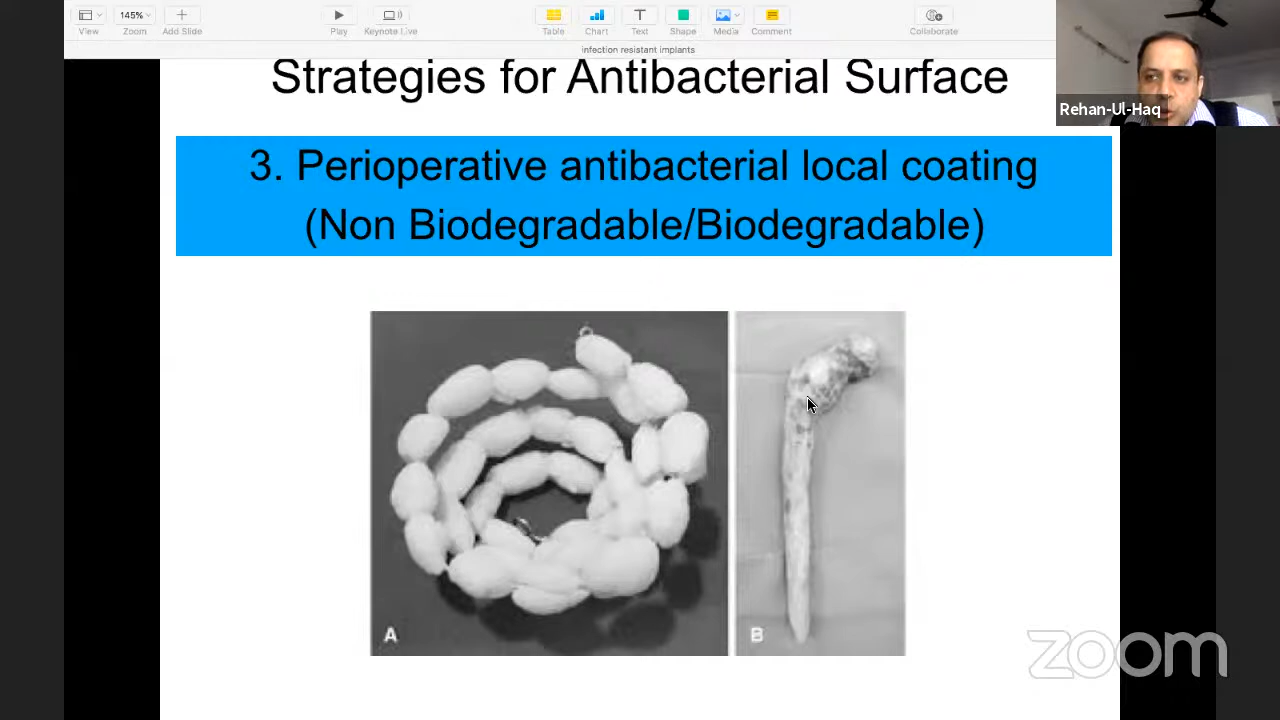 View
145%
Zoom
Add Slide
Play
Keynote Live
Table
Chart
Text
Shape
Media
Comment
Collaborate
infection resistant implants
Rehan-Ul-Haq
Strategies for Antibacterial Surface
3. Perioperative antibacterial local coating
(Non Biodegradable/Biodegradable)
A
B
zoom